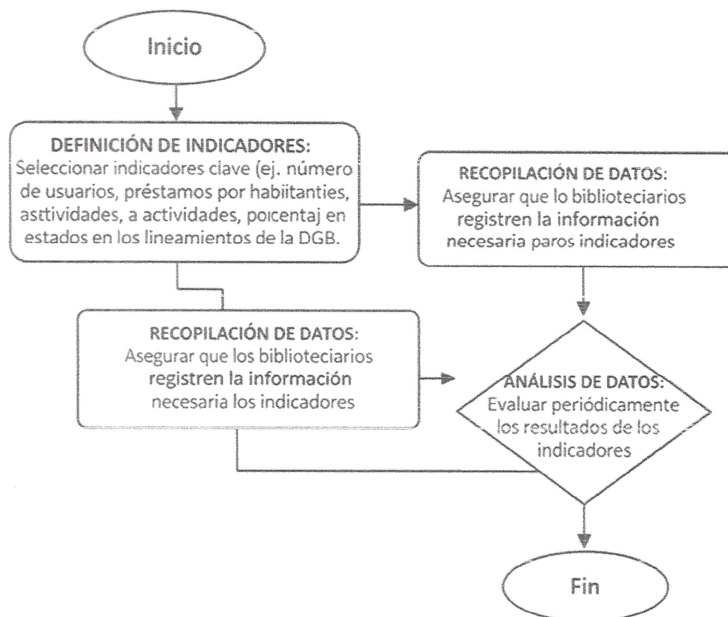 Inicio
DEFINICIÓN DE INDICADORES:
Seleccionar indicadores clave (ej. número
de usuarios, préstamos por habiitanties,
asttividades, a actividades, poicentaj en
estados en los lineamientos de la DGB.
RECOPILACIÓN DE DATOS:
Asegurar que lo biblioteciarios
registren la información
necesaria paros indicadores
RECOPILACIÓN DE DATOS:
Asegurar que los biblioteciarios
registren la información
necesaria los indicadores
ANÁLISIS DE DATOS:
Evaluar periódicamente
los resultados de los
indicadores
Fin